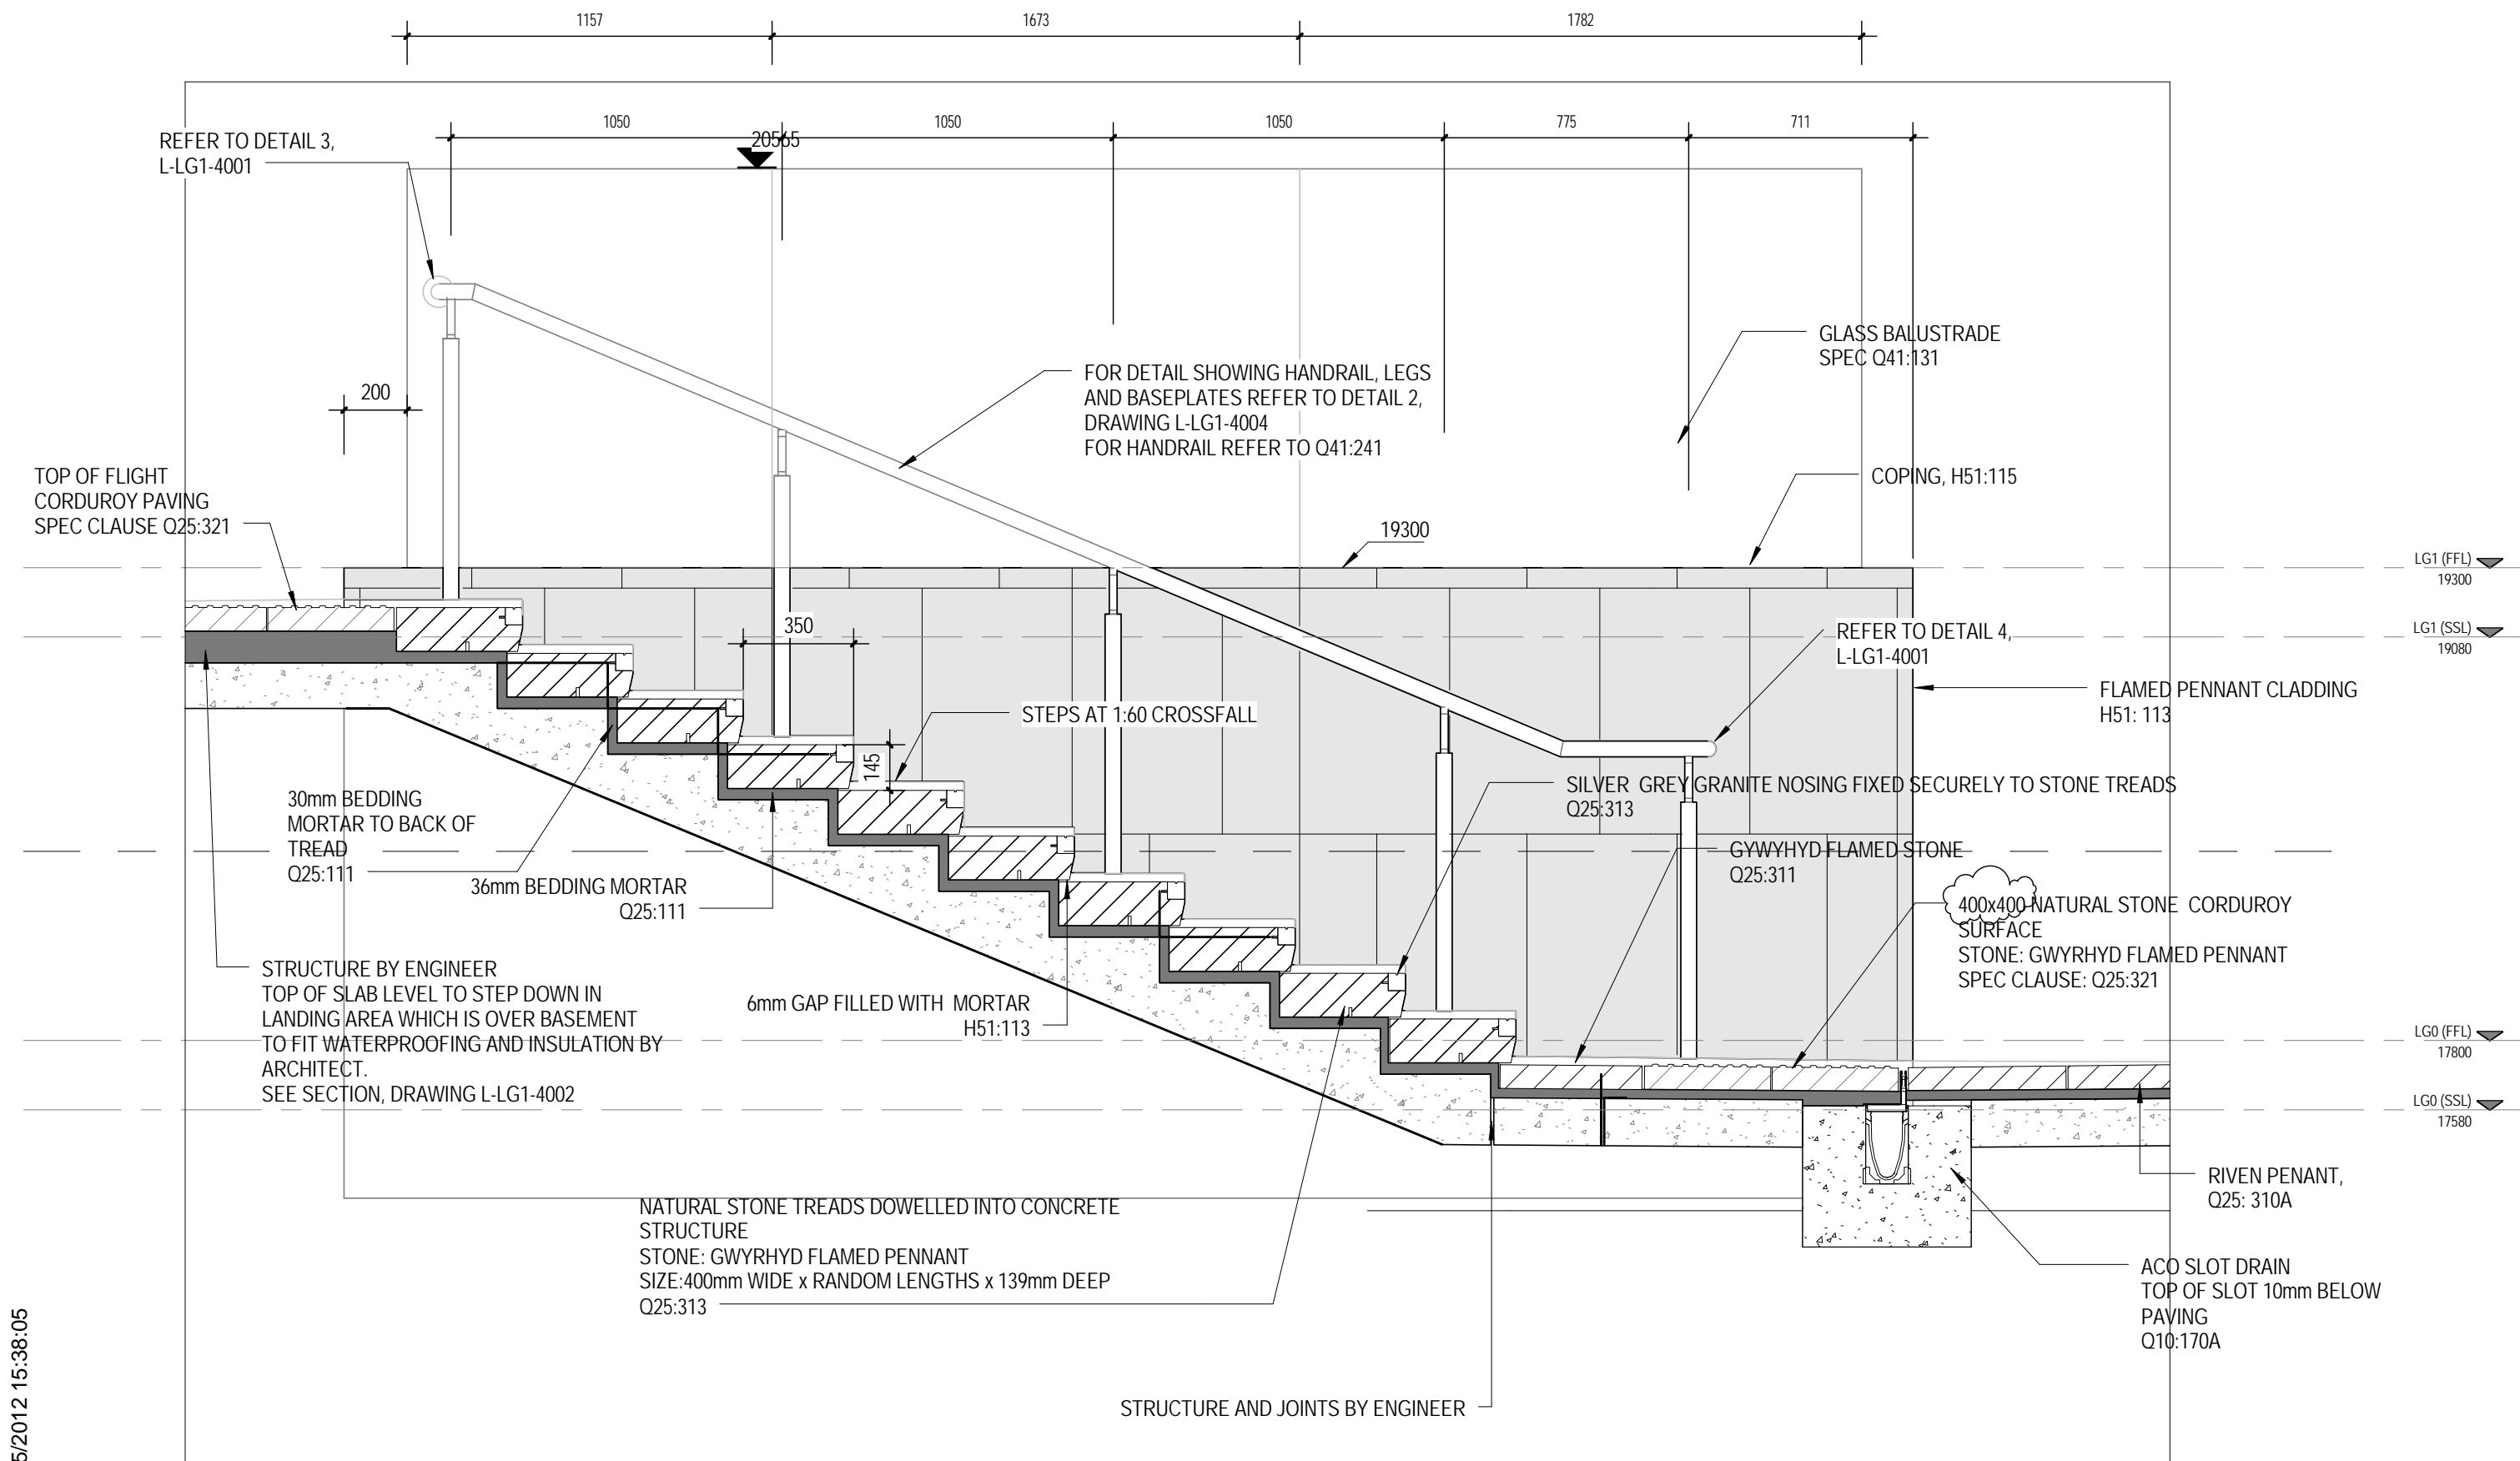 1157
1673
1782
1050
1050
1050
775
711
20565
REFER TO DETAIL 3,
L-LG1-4001
GLASS BALUSTRADE
SPEC Q41:131
FOR DETAIL SHOWING HANDRAIL, LEGS
AND BASEPLATES REFER TO DETAIL 2,
DRAWING L-LG1-4004
FOR HANDRAIL REFER TO Q41:241
200
TOP OF FLIGHT
CORDUROY PAVING
SPEC CLAUSE Q25:321
COPING, H51:115
19300
LG1 (FFL)
19300
350
LG1 (SSL)
19080
REFER TO DETAIL 4,
L-LG1-4001
FLAMED PENNANT CLADDING
H51: 113
STEPS AT 1:60 CROSSFALL
145
SILVER  GREY GRANITE NOSING FIXED SECURELY TO STONE TREADS
Q25:313
30mm BEDDING
MORTAR TO BACK OF
TREAD
Q25:111
36mm BEDDING MORTAR
Q25:111
GYWYHYD FLAMED STONE
Q25:311
400x400 NATURAL STONE  CORDUROY
SURFACE
STONE: GWYRHYD FLAMED PENNANT
SPEC CLAUSE: Q25:321
STRUCTURE BY ENGINEER
TOP OF SLAB LEVEL TO STEP DOWN IN
LANDING AREA WHICH IS OVER BASEMENT
TO FIT WATERPROOFING AND INSULATION BY
ARCHITECT.
SEE SECTION, DRAWING L-LG1-4002
6mm GAP FILLED WITH  MORTAR
H51:113
LG0 (FFL)
17800
LG0 (SSL)
17580
RIVEN PENANT,
Q25: 310A
NATURAL STONE TREADS DOWELLED INTO CONCRETE
STRUCTURE
STONE: GWYRHYD FLAMED PENNANT
SIZE:400mm WIDE x RANDOM LENGTHS x 139mm DEEP
Q25:313
ACO SLOT DRAIN
TOP OF SLOT 10mm BELOW
PAVING
Q10:170A
STRUCTURE AND JOINTS BY ENGINEER
5/2012 15:38:05